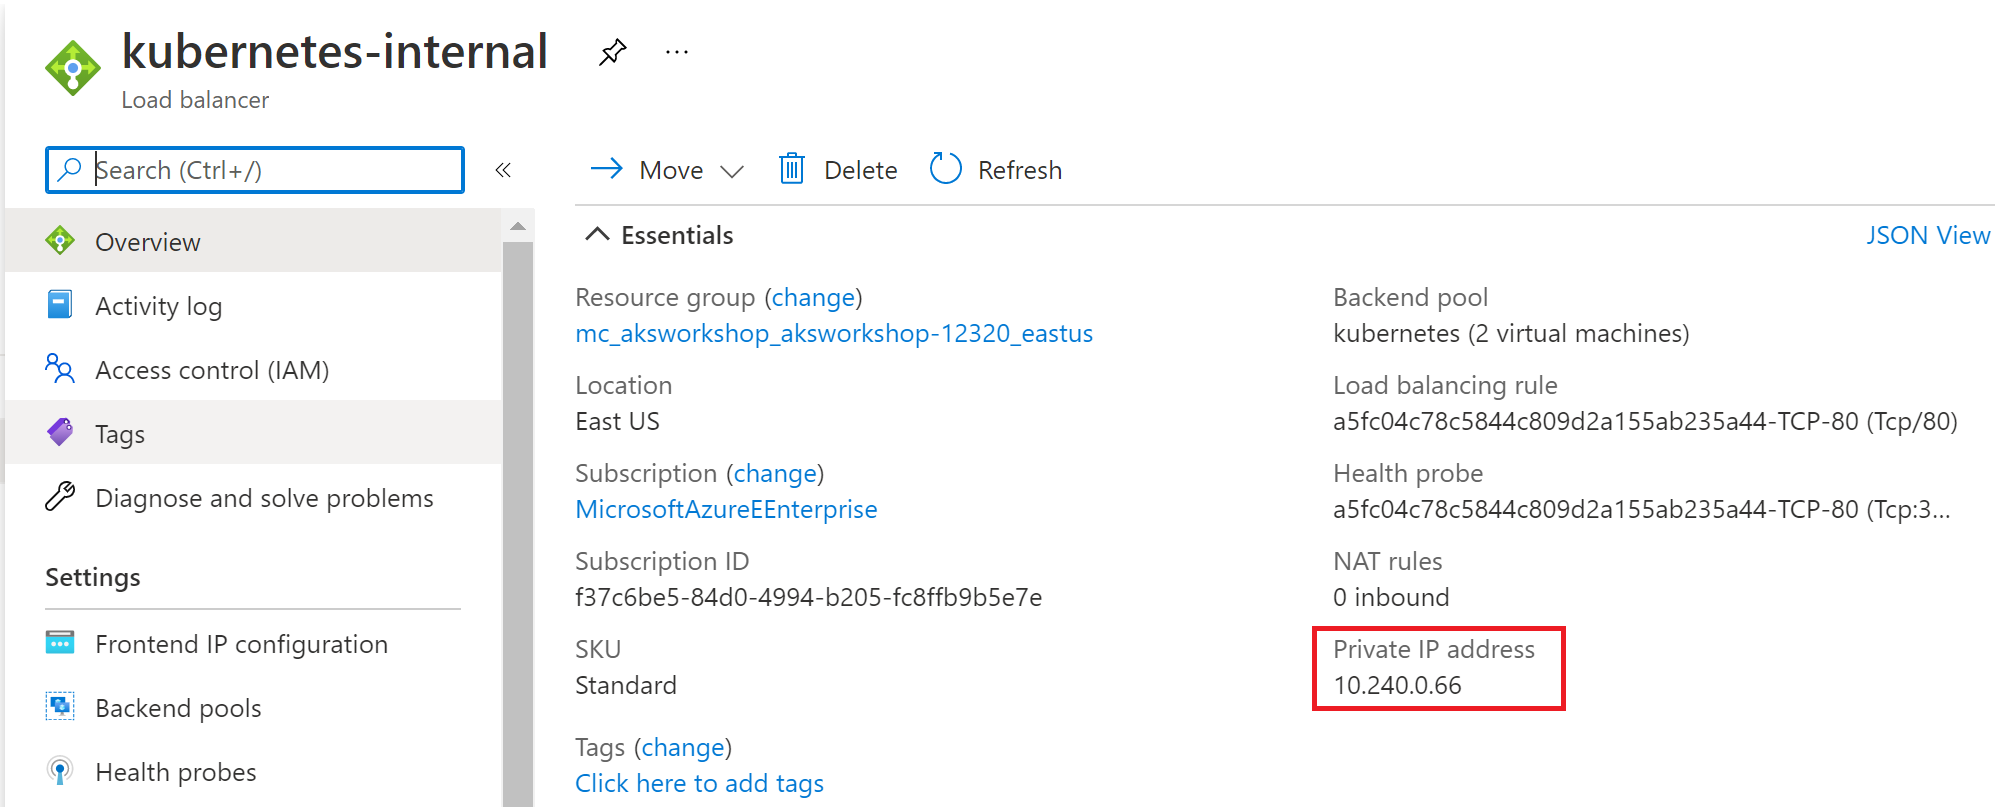 kubernetes-internal
Load balancer
Search (Ctrl+/)
Overview
Activity log
Access control (IAM)
Tags
Diagnose and solve problems
Settings
Frontend IP configuration
Backend pools
Health probes
Move
Delete
Refresh
Essentials
JSON View
Resource group (change)
mc_aksworkshop_aksworkshop-12320_eastus
Location
East US
Subscription (change)
MicrosoftAzureEEnterprise
Subscription ID
f37c6be5-84d0-4994-b205-fc8ffb9b5e7e
SKU
Standard
Tags (change)
Click here to add tags
Backend pool
kubernetes (2 virtual machines)
Load balancing rule
a5fc04c78c5844c809d2a155ab235a44-TCP-80 (Tcp/80)
Health probe
a5fc04c78c5844c809d2a155ab235a44-TCP-80 (Tcp:3...
NAT rules
0 inbound
Private IP address
10.240.0.66